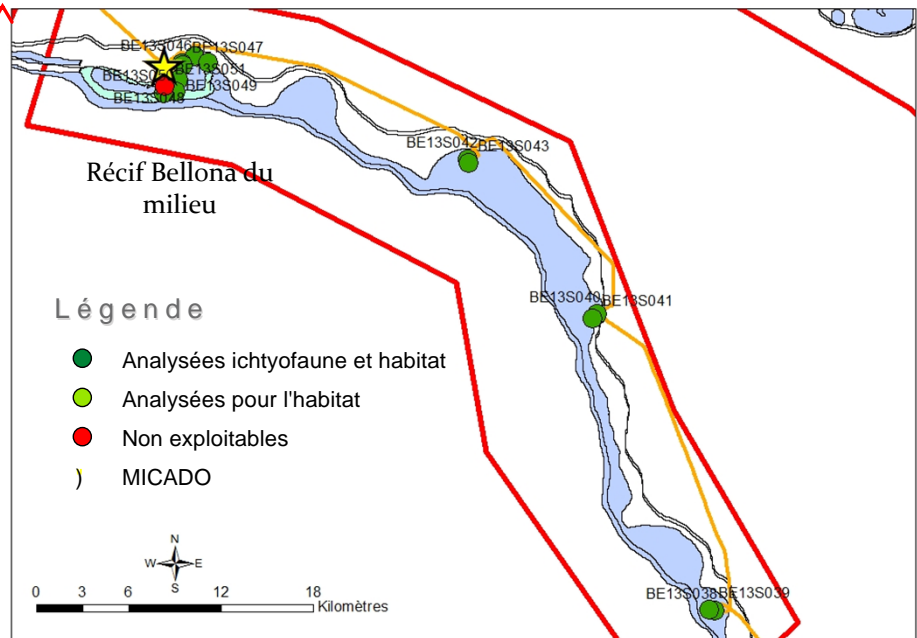 BE13S046
BE13S047
BE13S051
BE13S049
BE13S048
Récif Bellona du
milieu
BE13S042
BE13S043
BE13S040
BE13S041
BE13S038
BE13S039
Légende
Analysées ichtyofaune et habitat
Analysées pour l'habitat
Non exploitables
) MICADO
N
W E
S
0 3 6 12 18
Kilomètres